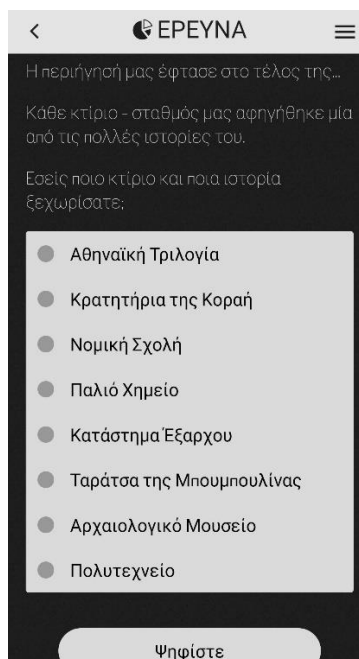 ΕΡΕΥΝΑ
Η περιήγησή μας έφτασε στο τέλος της...
Κάθε κτίριο - σταθμός μας αφηγήθηκε μία
από τις πολλές ιστορίες του.
Εσείς ποιο κτίριο και ποια ιστορία
ξεχωρίσατε;
Αθηναϊκή Τριλογία
Κρατητήρια της Κοραή
Νομική Σχολή
Παλιό Χημείο
Κατάστημα Έξαρχου
Ταράτσα της Μπουμπουλίνας
Αρχαιολογικό Μουσείο
Πολυτεχνείο
Ψηφίστε